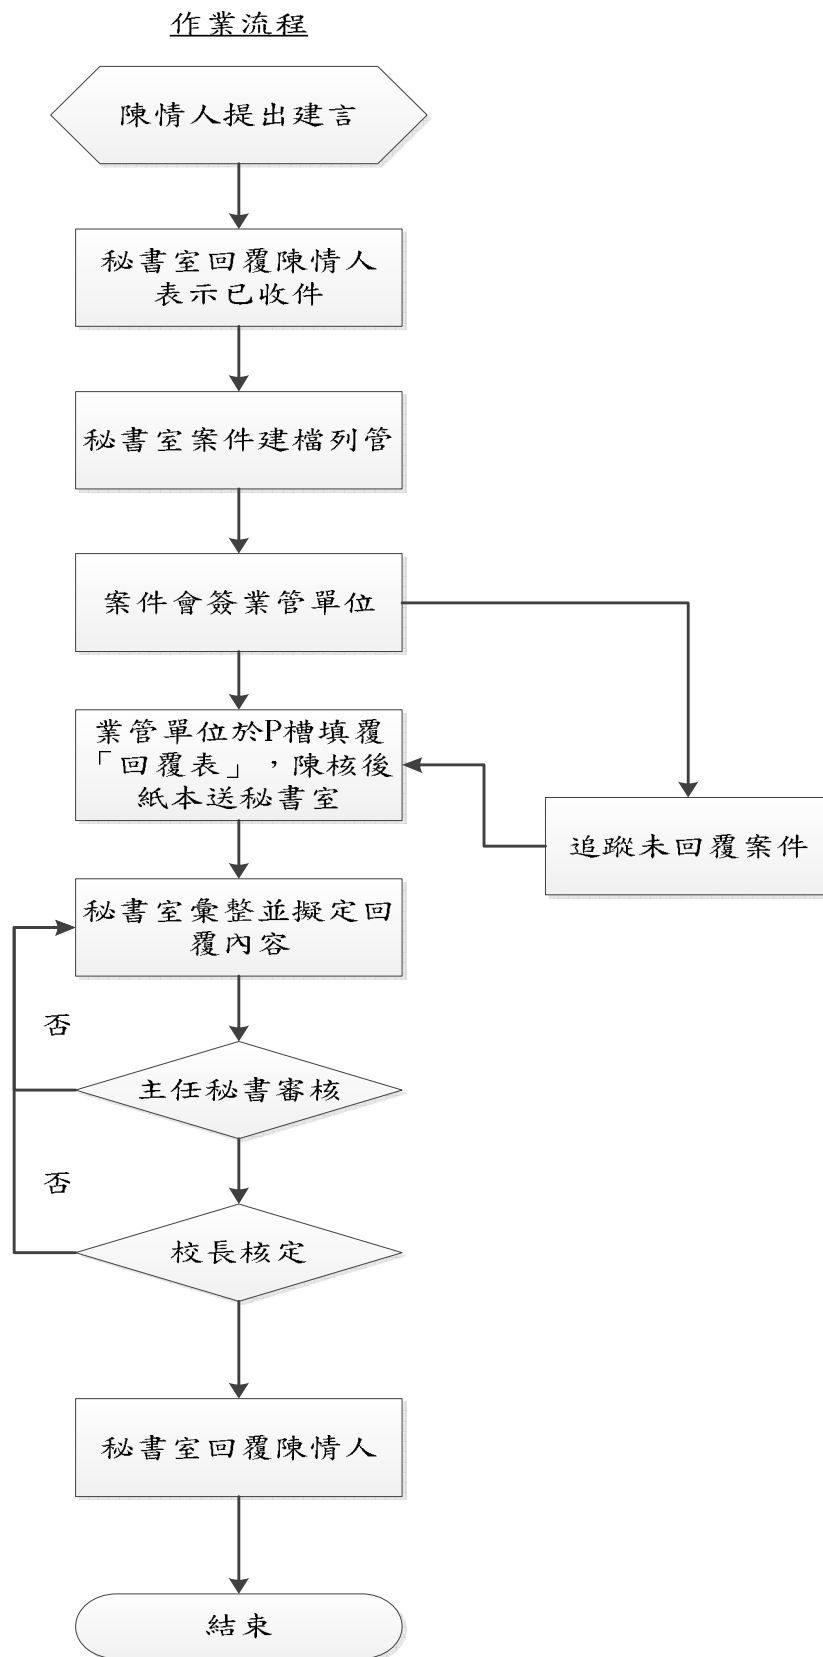 作業流程
陳情人提出建言
秘書室回覆陳情人
表示已收件
秘書室案件建檔列管
案件會簽業管單位
業管單位於P槽填覆
「回覆表」，陳核後
紙本送秘書室
追蹤未回覆案件
秘書室彙整並擬定回
覆內容
否
主任秘書審核
否
校長核定
秘書室回覆陳情人
結束